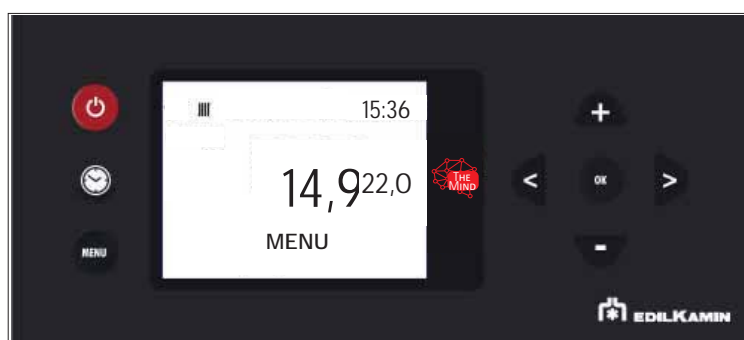 15:36
14,9 22,0
THE
MIND
OK
MENU
MENU
EDILKAMIN